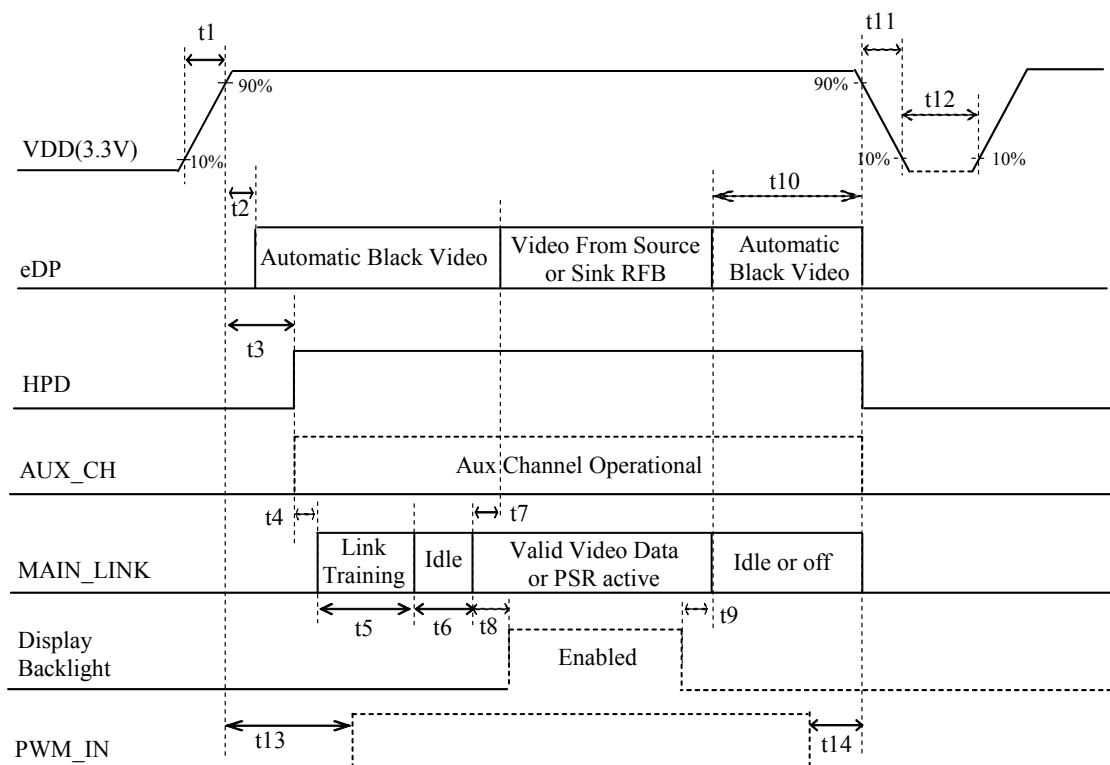 t1
t11
90%
90%
t12
VDD(3.3V)
10%
10%
10%
t2
t10
eDP
Automatic Black Video
Video From Source
or Sink RFB
Automatic
Black Video
t3
HPD
AUX_CH
Aux Channel Operational
t4
t7
MAIN_LINK
Link
Training
Idle
Valid Video Data
or PSR active
Idle or off
t5
t6
t8
t9
Display
Backlight
Enabled
t13
t14
PWM_IN